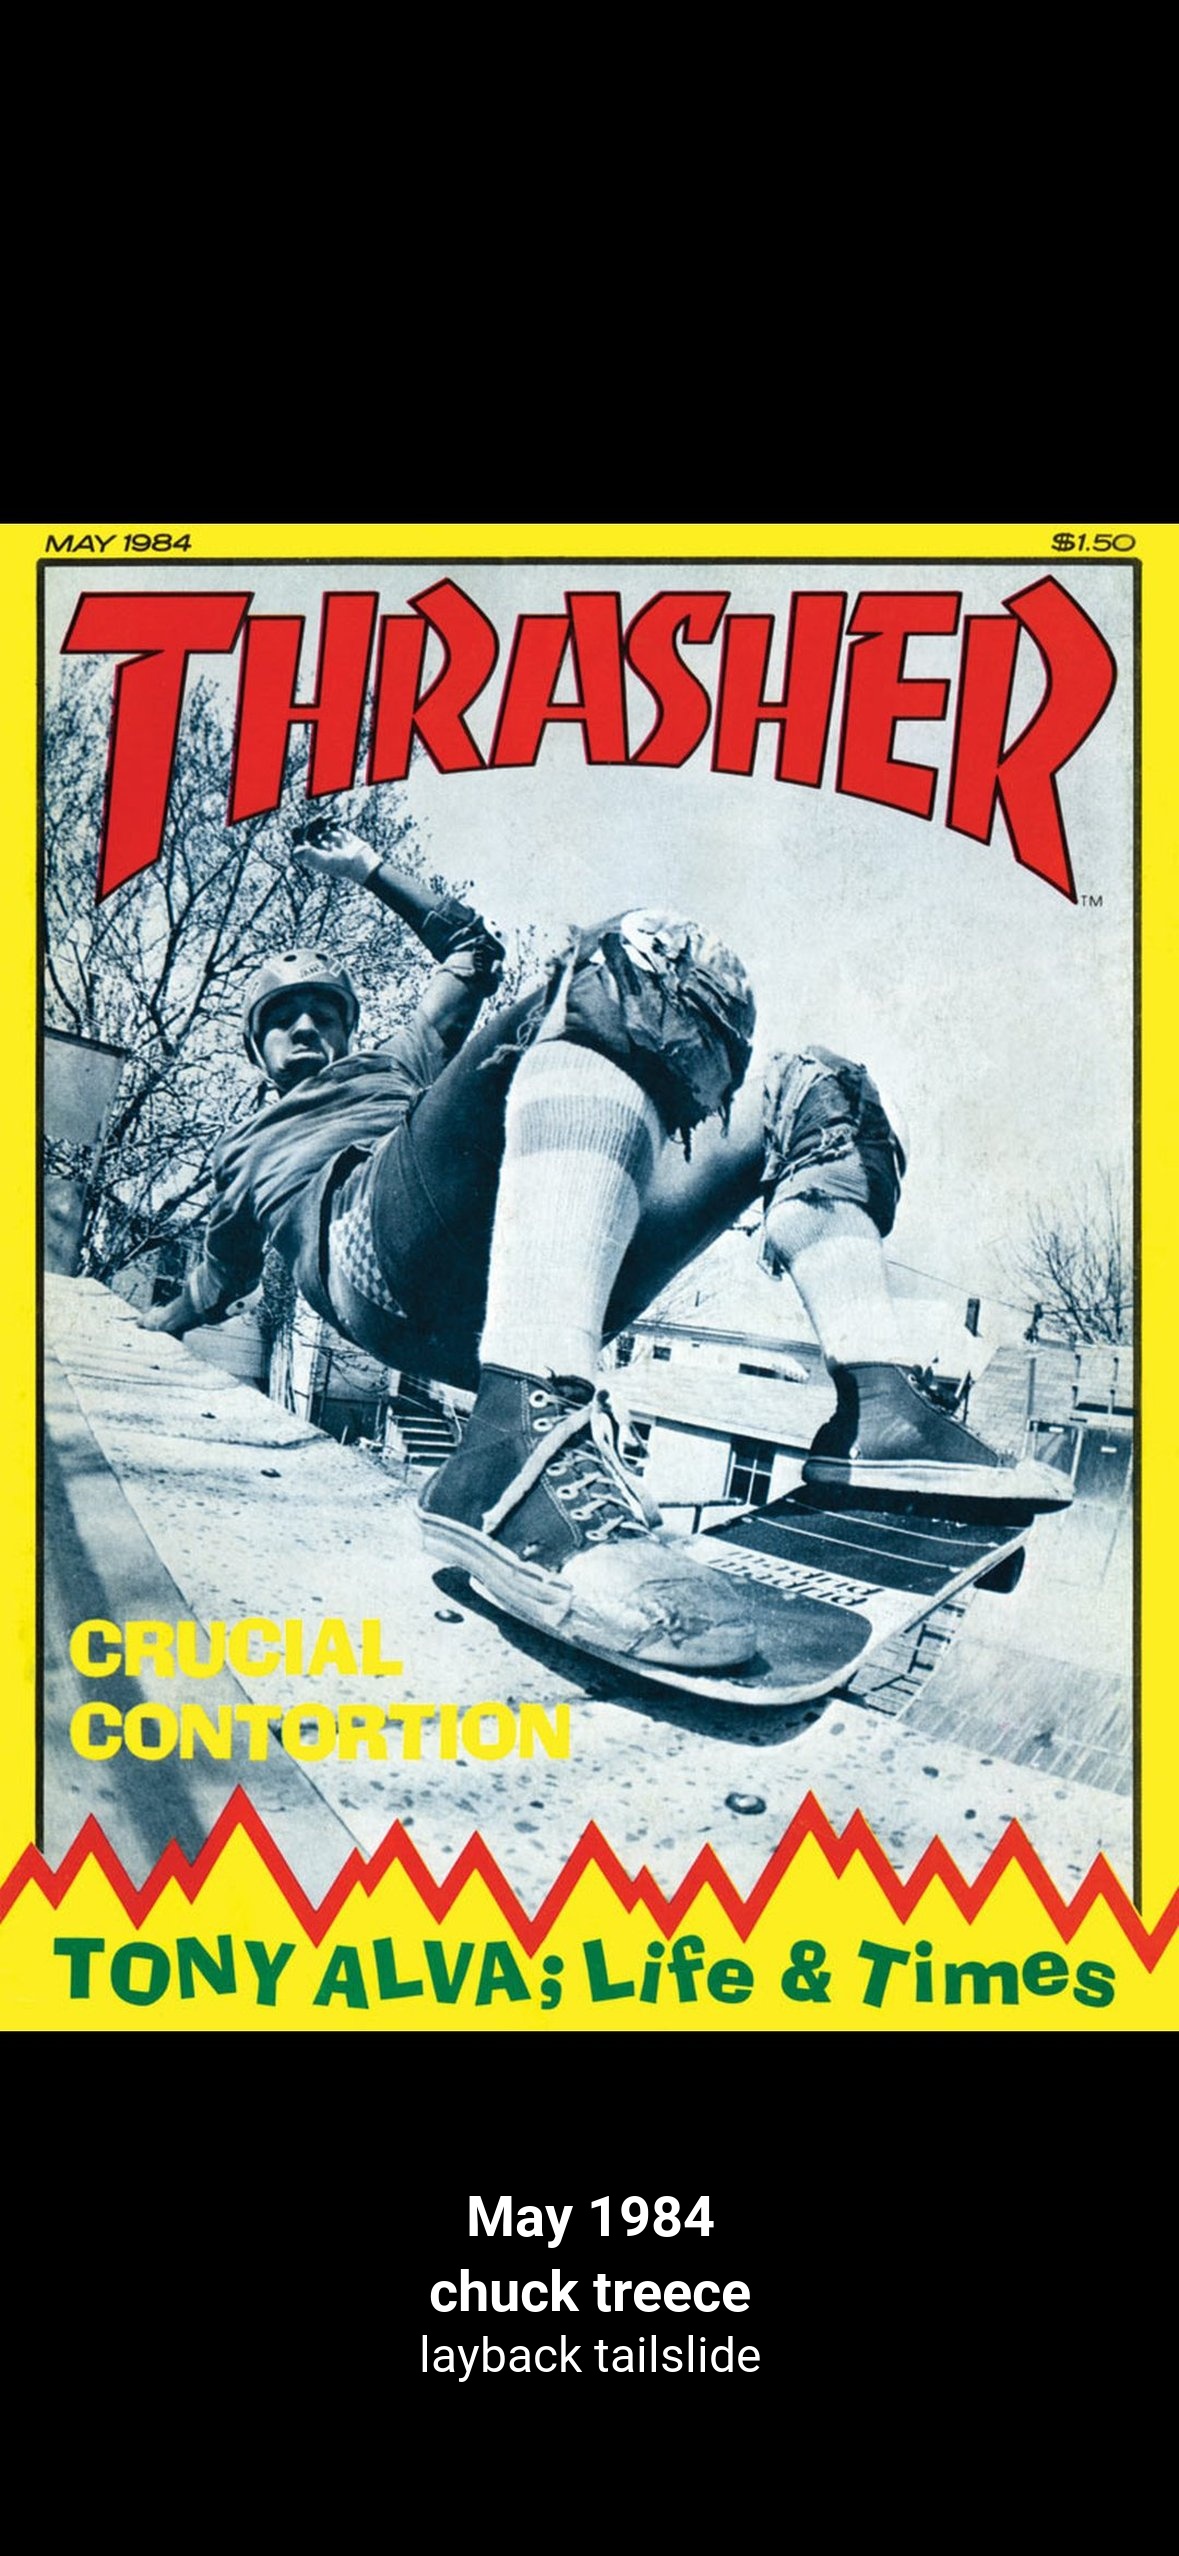 MAY 1984
$1.50
THRASHER
TM
CRUCIAL
CONTORTION
TONY ALVA; Life & Times
May 1984
chuck treece
layback tailslide